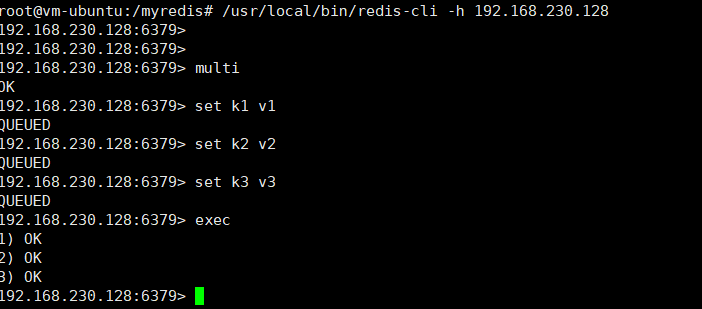 root@vm-ubuntu:/myredis# /usr/local/bin/redis-cli -h 192.168.230.128
192.168.230.128:6379>
192.168.230.128:6379>
192.168.230.128:6379> multi
OK
192.168.230.128:6379> set k1 v1
QUEUED
192.168.230.128:6379> set k2 v2
QUEUED
192.168.230.128:6379> set k3 v3
QUEUED
192.168.230.128:6379> exec
1) OK
2) OK
3) OK
192.168.230.128:6379>